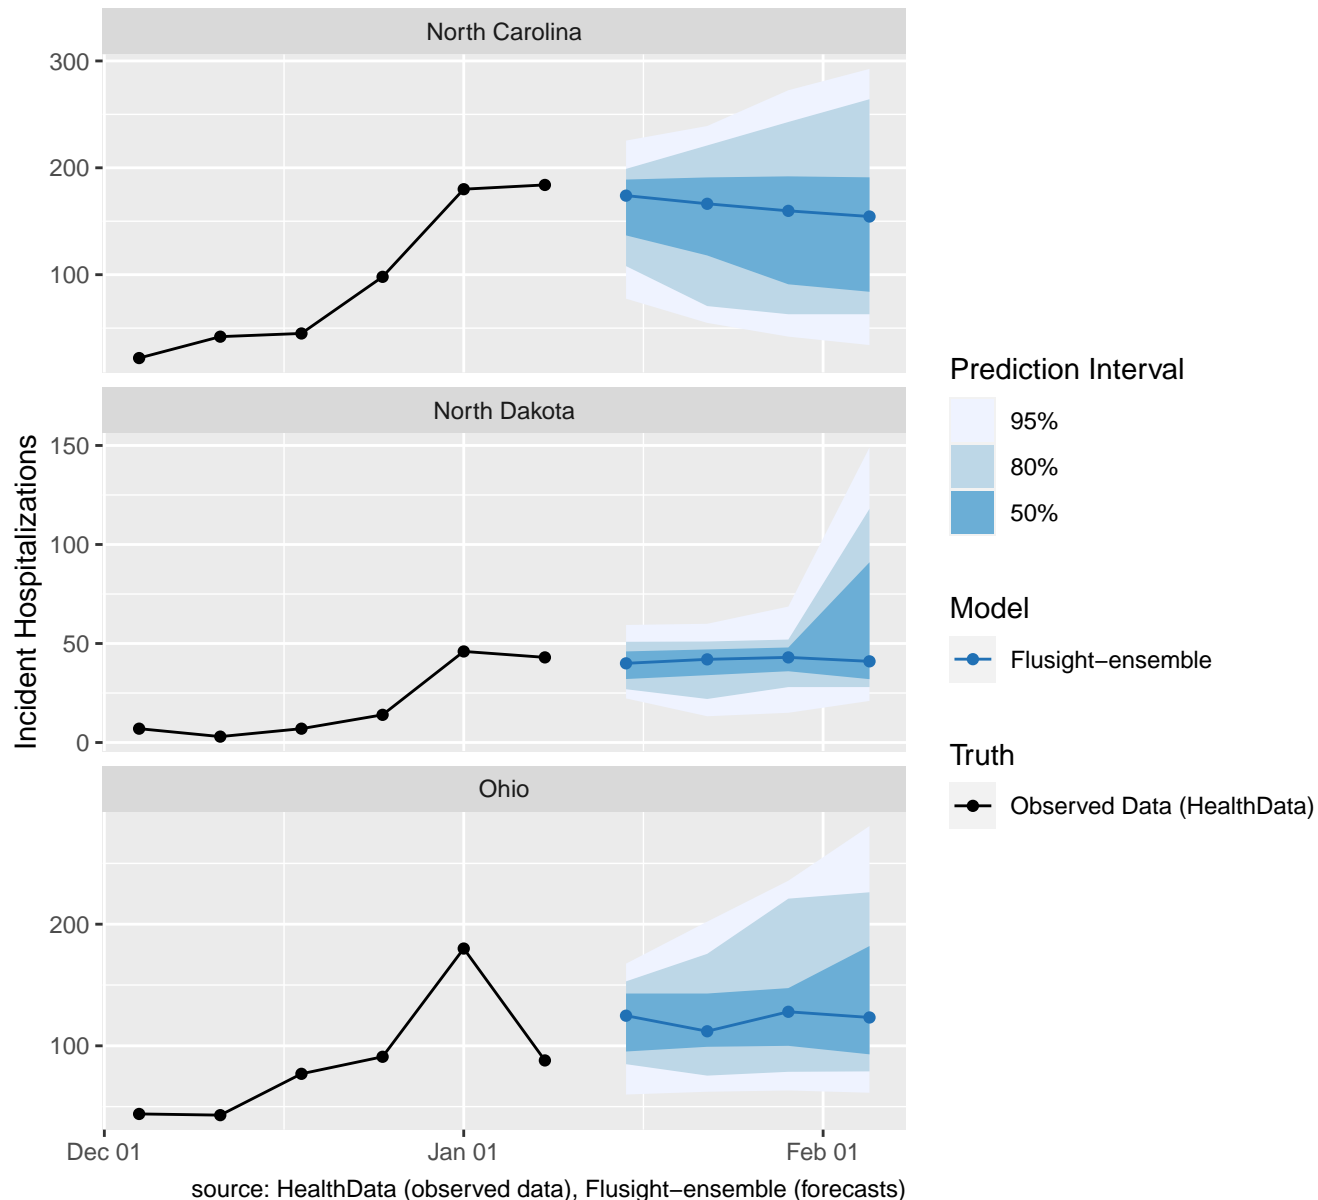 North Carolina
300
200
100
North Dakota
150
100
50
0
Ohio
200
100
Dec 01
Jan 01
Feb 01
Incident Hospitalizations
source: HealthData (observed data), Flusight−ensemble (forecasts)
Prediction Interval
95%
80%
50%
Model
Flusight−ensemble
Truth
Observed Data (HealthData)